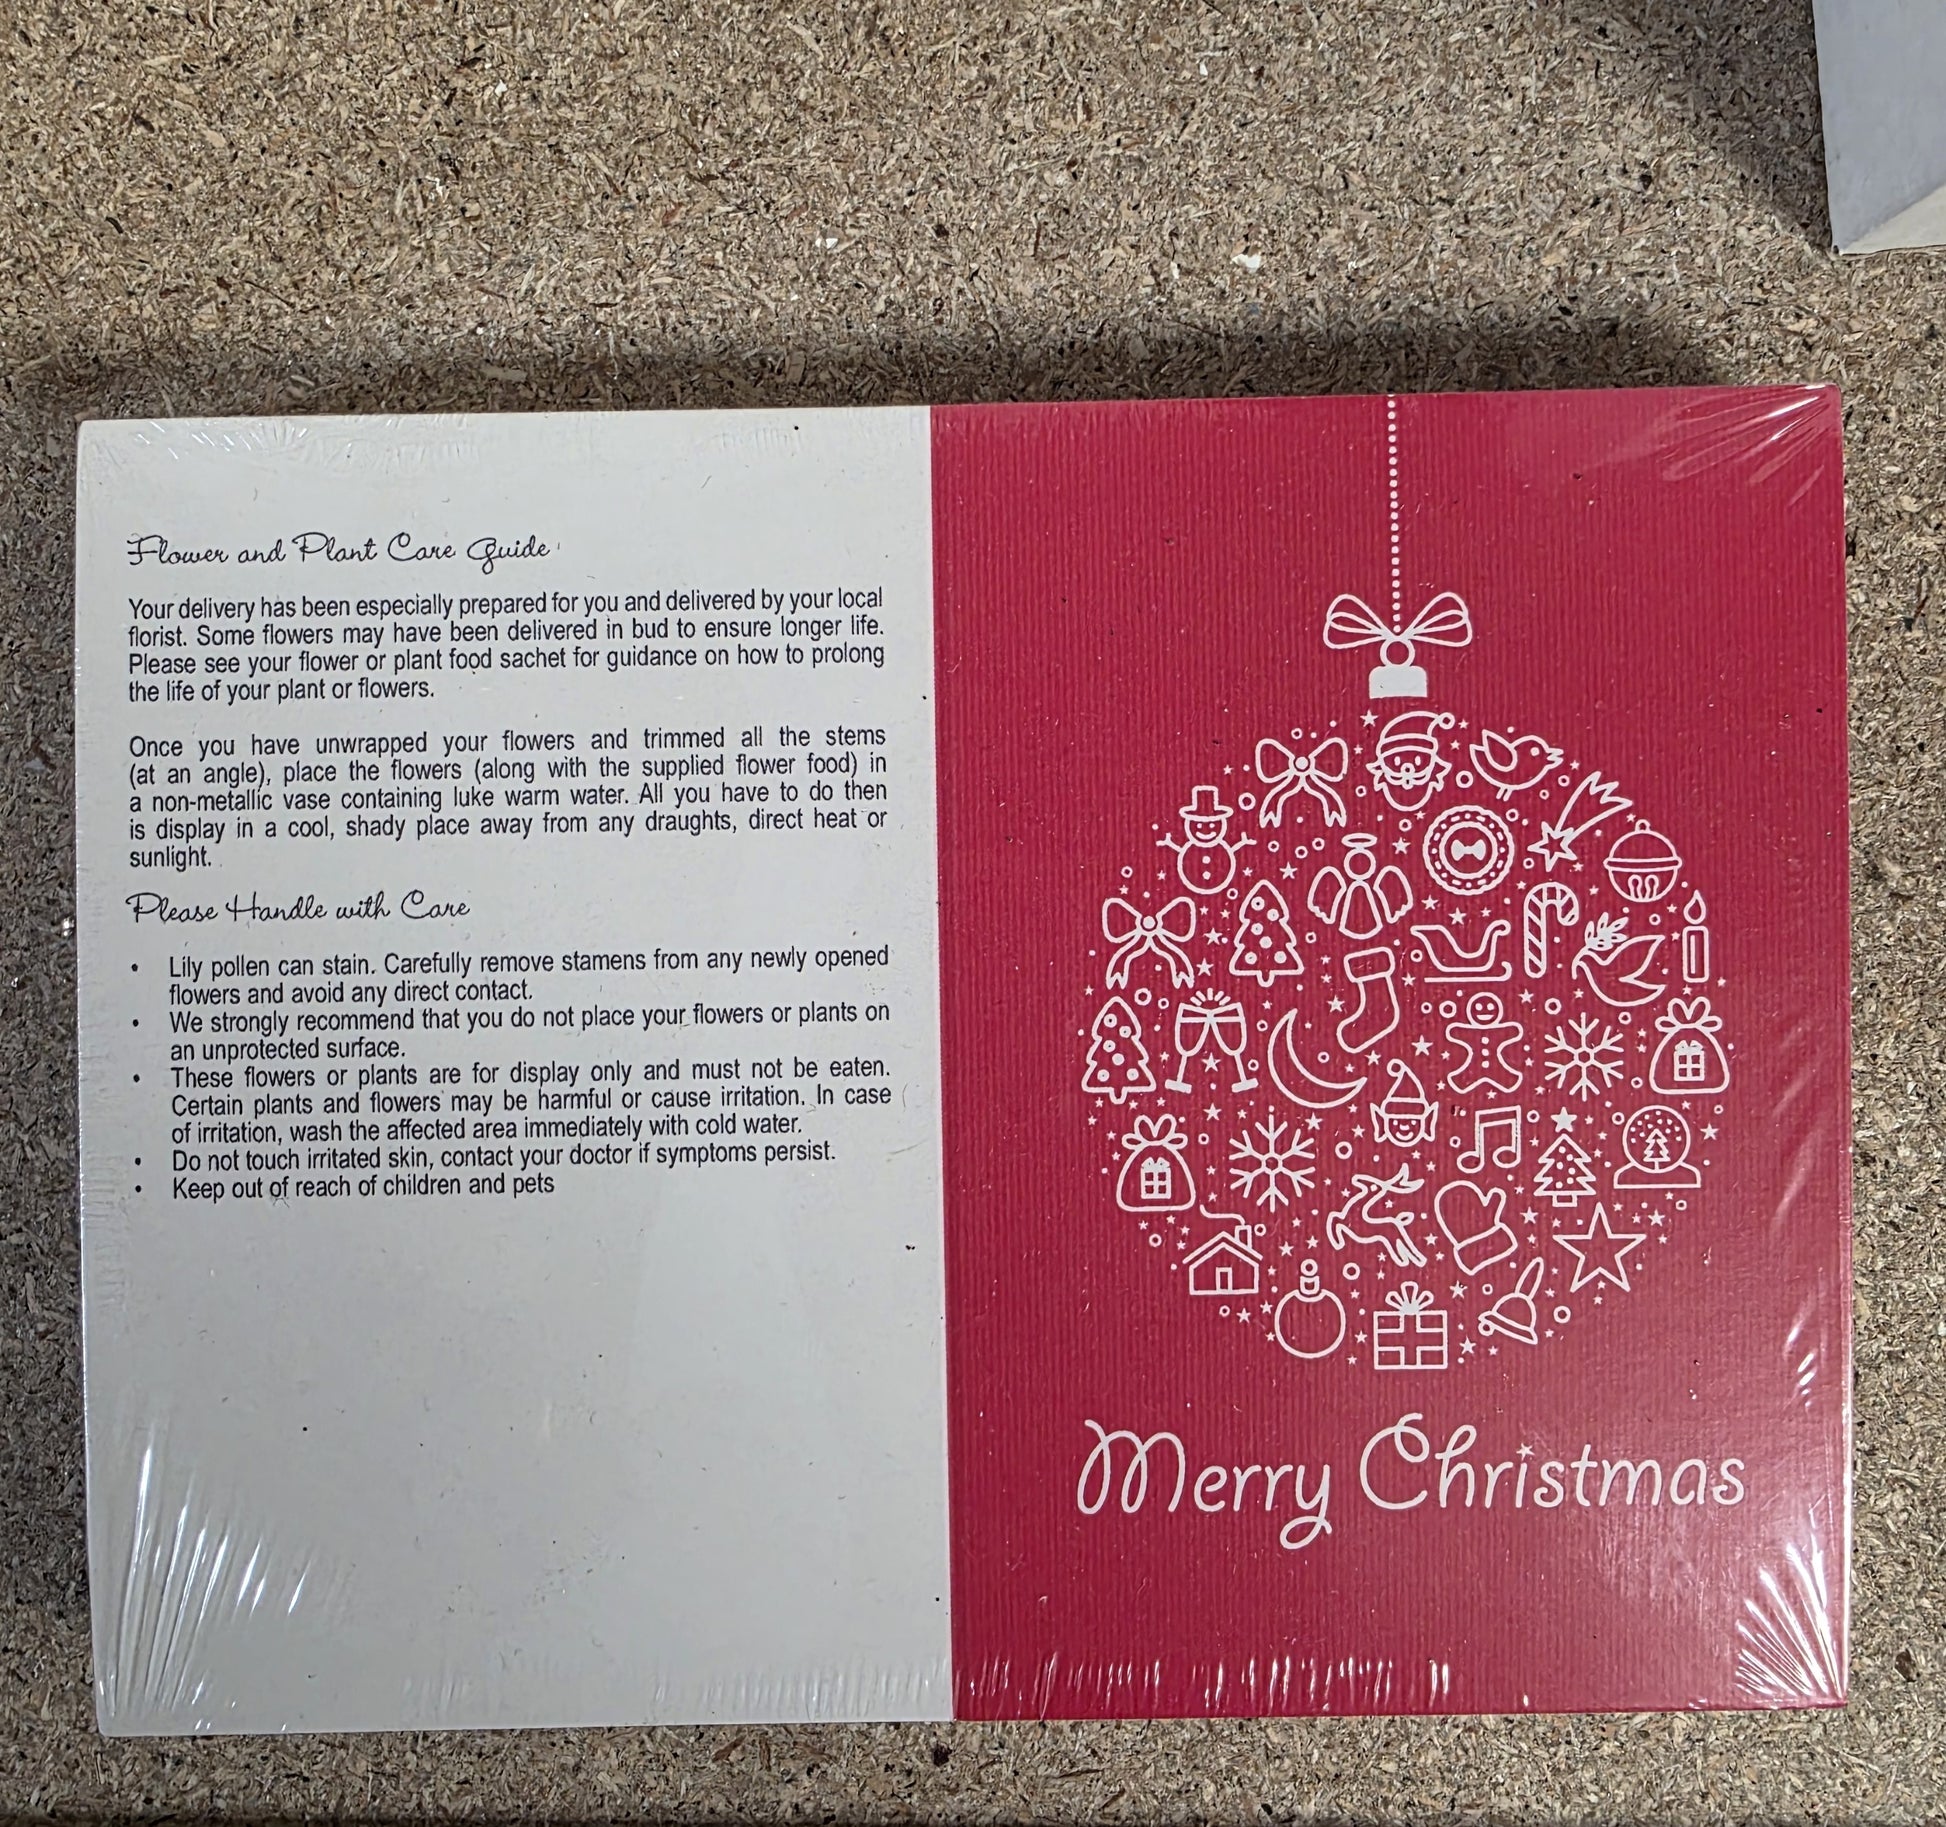 Flower and Plant Care Guide
Your delivery has been especially prepared for you and delivered by your local
florist. Some flowers may have been delivered in bud to ensure longer life.
Please see your flower or plant food sachet for guidance on how to prolong
the life of your plant or flowers.
Once you have unwrapped your flowers and trimmed all the stems
(at an angle), place the flowers (along with the supplied flower food) in
a non-metallic vase containing luke warm water. All you have to do then
is display in a cool, shady place away from any draughts, direct heat or
sunlight.
Please Handle with Care
• Lily pollen can stain. Carefully remove stamens from any newly opened
flowers and avoid any direct contact.
• We strongly recommend that you do not place your flowers or plants on
an unprotected surface.
• These flowers or plants are for display only and must not be eaten.
Certain plants and flowers may be harmful or cause irritation. In case
of irritation, wash the affected area immediately with cold water.
• Do not touch irritated skin, contact your doctor if symptoms persist.
• Keep out of reach of children and pets
Merry Christmas